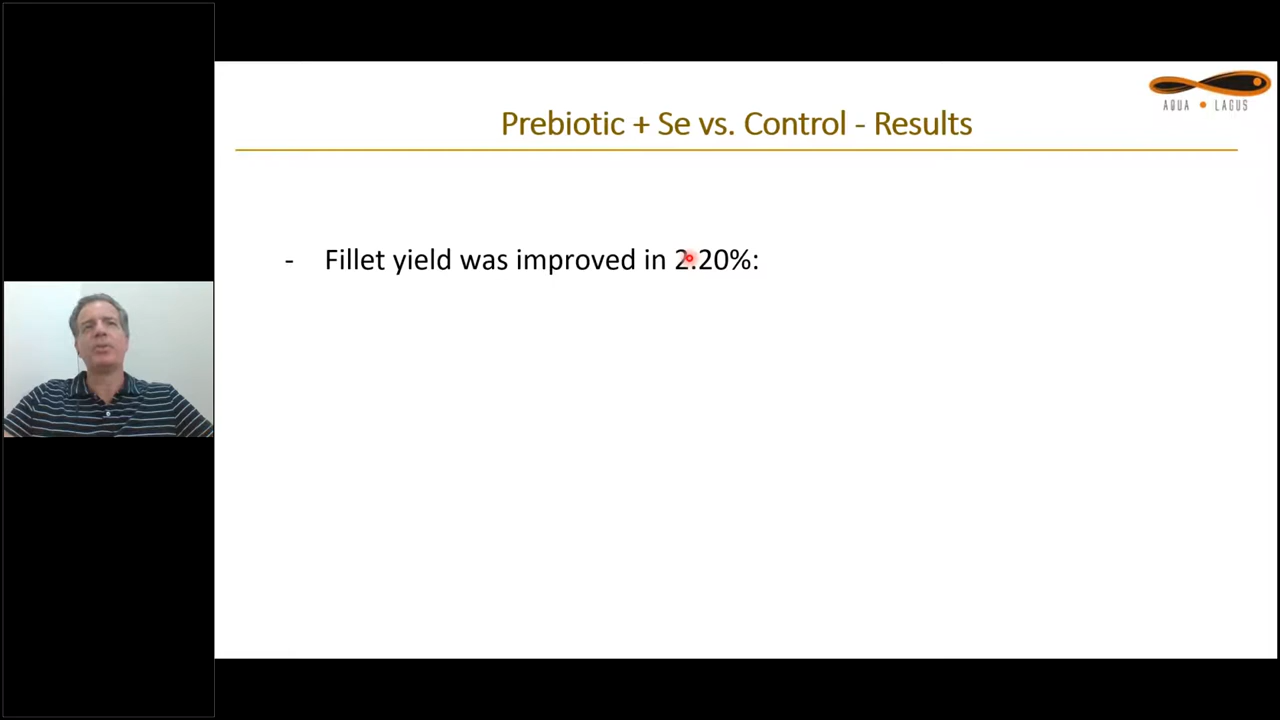 AQUA LAGUS
Prebiotic + Se vs. Control - Results
- Fillet yield was improved in 2.20%: